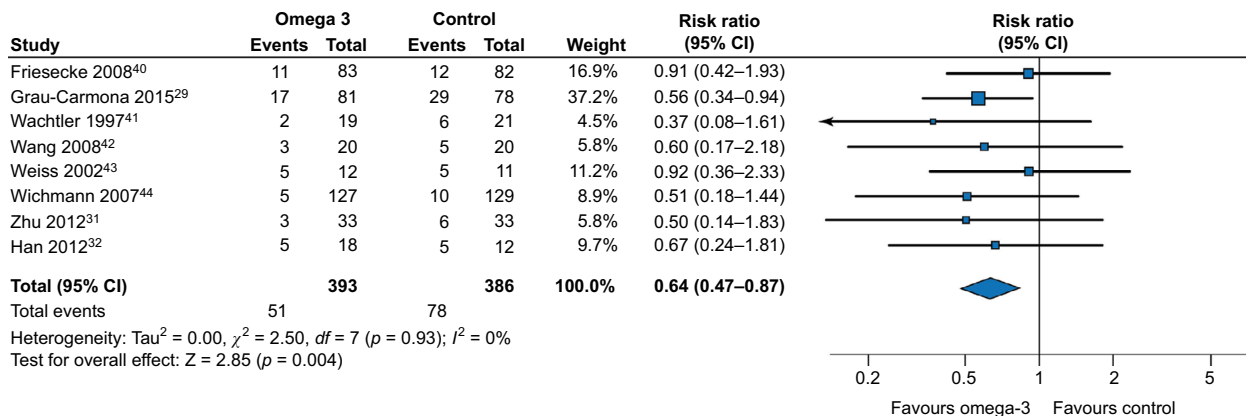 Omega 3 Control Risk ratio Risk ratio
Study Events Total Events Total Weight (95% CI) (95% CI)
Friesecke 2008⁴⁰ 11 83 12 82 16.9% 0.91 (0.42–1.93)
Grau-Carmona 2015²⁹ 17 81 29 78 37.2% 0.56 (0.34–0.94)
Wachtler 1997⁴¹ 2 19 6 21 4.5% 0.37 (0.08–1.61)
Wang 2008⁴² 3 20 5 20 5.8% 0.60 (0.17–2.18)
Weiss 2002⁴³ 5 12 5 11 11.2% 0.92 (0.36–2.33)
Wichmann 2007⁴⁴ 5 127 10 129 8.9% 0.51 (0.18–1.44)
Zhu 2012³¹ 3 33 6 33 5.8% 0.50 (0.14–1.83)
Han 2012³² 5 18 5 12 9.7% 0.67 (0.24–1.81)
Total (95% CI) 393 386 100.0% 0.64 (0.47–0.87)
Total events 51 78
Heterogeneity: Tau² = 0.00, χ² = 2.50, df = 7 (p = 0.93); I² = 0%
Test for overall effect: Z = 2.85 (p = 0.004)
0.2 0.5 1 2 5
Favours omega-3 Favours control